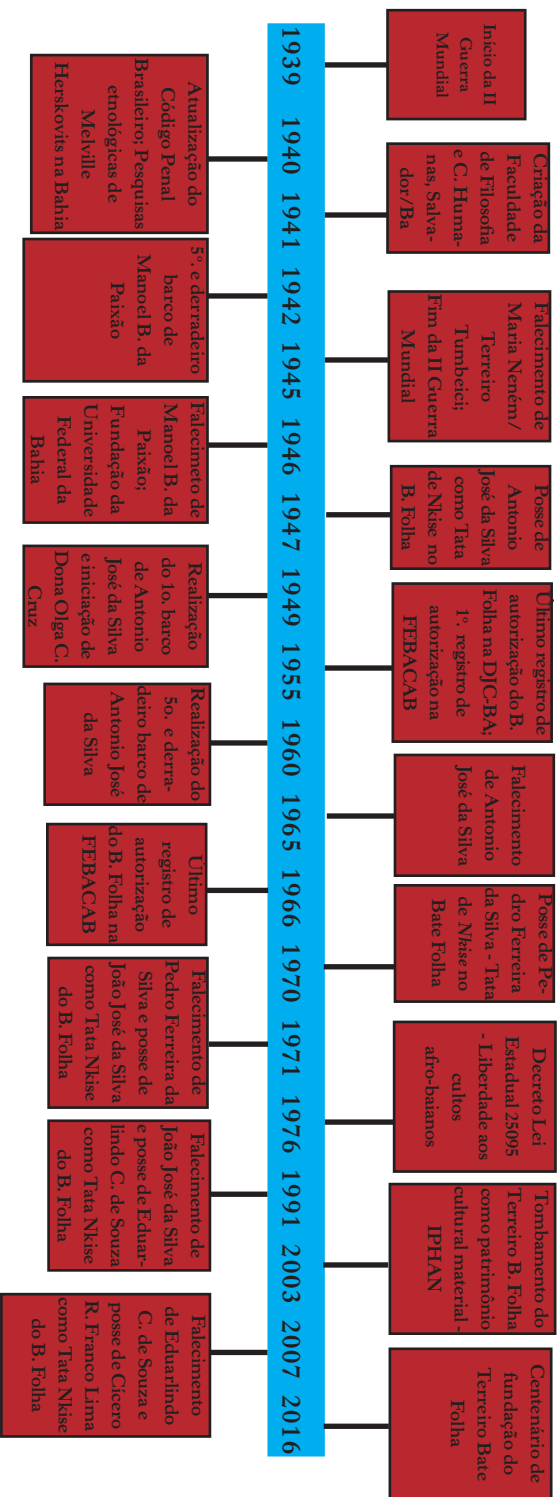 Início da II
Guerra
Mundial
Criação da
Faculdade
de Filosofia
e C. Huma-
nas, Salva-
dor/Ba
Falecimento de
Maria Neném/
Terreiro
Tumbeici;
Fim da II Guerra
Mundial
Posse de
Antonio
José da Silva
como Tata
de Nkise no
B. Folha
Último registro de
autorização do B.
Folha na DJC-BA;
1º. registro de
autorização na
FEBACAB
Falecimento
de Antonio
José da Silva
Posse de Pe-
dro Ferreira
da Silva - Tata
de Nkise no
Bate Folha
Decreto Lei
Estadual 25095
- Liberdade aos
cultos
afro-baianos
Tombamento do
Terreiro B. Folha
como patrimônio
cultural material -
IPHAN
Centenário de
fundação do
Terreiro Bate
Folha
1939 1940 1941 1942 1945 1946 1947 1949 1955 1960 1965 1966 1970 1971 1976 1991 2003 2007 2016
Atualização do
Código Penal
Brasileiro; Pesquisas
etnológicas de
Melville
Herskovits na Bahia
5º. e derradeiro
barco de
Manoel B. da
Paixão
Falecimeto de
Manoel B. da
Paixão;
Fundação da
Universidade
Federal da
Bahia
Realização
do 1o. barco
de Antonio
José da Silva
e iniciação de
Dona Olga C.
Cruz
Realização do
5o. e derra-
deiro barco de
Antonio José
da Silva
Último
registro de
autorização
do B. Folha na
FEBACAB
Falecimento de
Pedro Ferreira da
Silva e posse de
João José da Silva
como Tata Nkise
do B. Folha
Falecimento de
João José da Silva
e posse de Eduar-
lindo C. de Souza
como Tata Nkise
do B. Folha
Falecimento
de Eduarlindo
C. de Souza e
posse de Cicero
R. Franco Lima
como Tata Nkise
do B. Folha